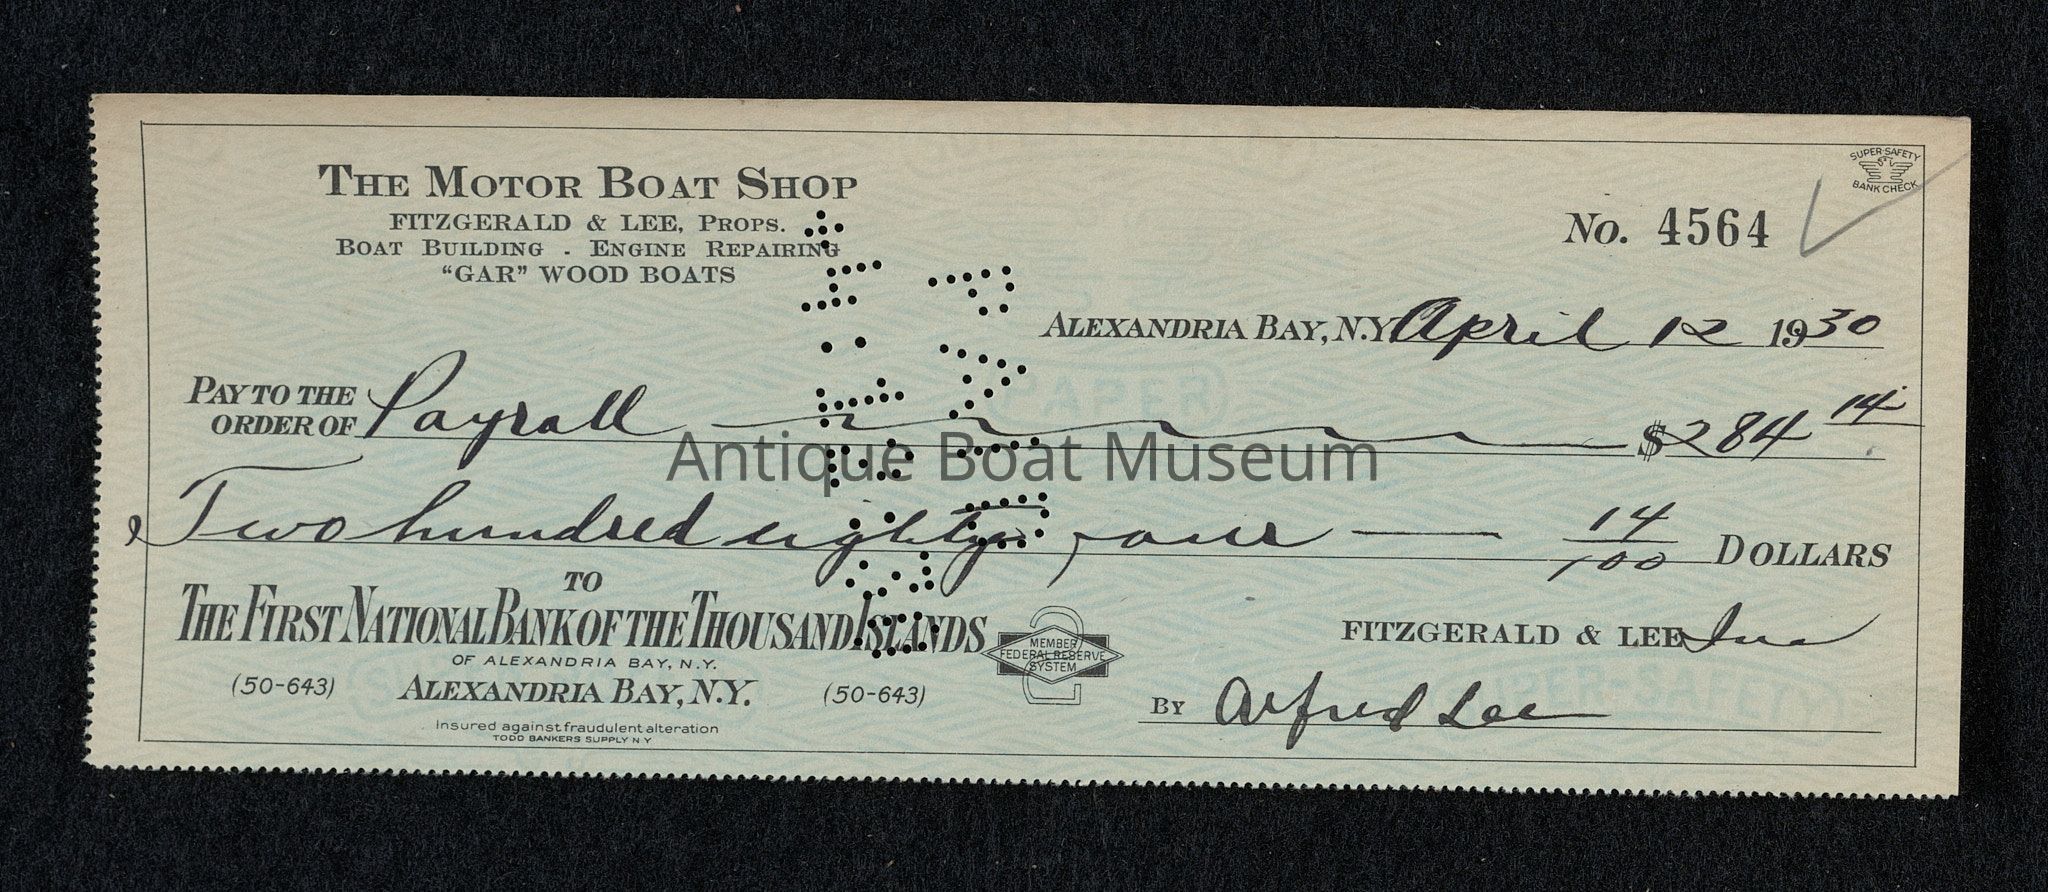 THE MOTOR BOAT SHOP
FITZGERALD & LEE, PROPS.
BOAT BUILDING - ENGINE REPAIRING
"GAR" WOOD BOATS
SUPER-SAFETY
BANK CHECK
No. 4564
ALEXANDRIA BAY, N.Y. April 12 1930
PAY TO THE
ORDER OF Payroll $ 284 14
Antique Boat Museum
Two hundred eighty four 14/100 DOLLARS
TO
THE FIRST NATIONAL BANK OF THE THOUSAND ISLANDS
OF ALEXANDRIA BAY, N.Y.
(50-643) ALEXANDRIA BAY, N.Y. (50-643)
Insured against fraudulent alteration
TODD BANKERS SUPPLY N Y
MEMBER
FEDERAL RESERVE
SYSTEM
FITZGERALD & LEE Inc
BY Alfred Lee